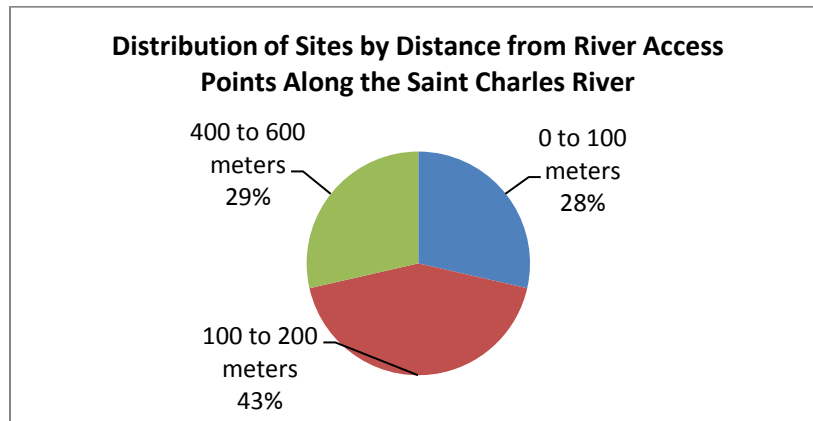 Distribution of Sites by Distance from River Access
Points Along the Saint Charles River
400 to 600
meters
29%
0 to 100
meters
28%
100 to 200
meters
43%